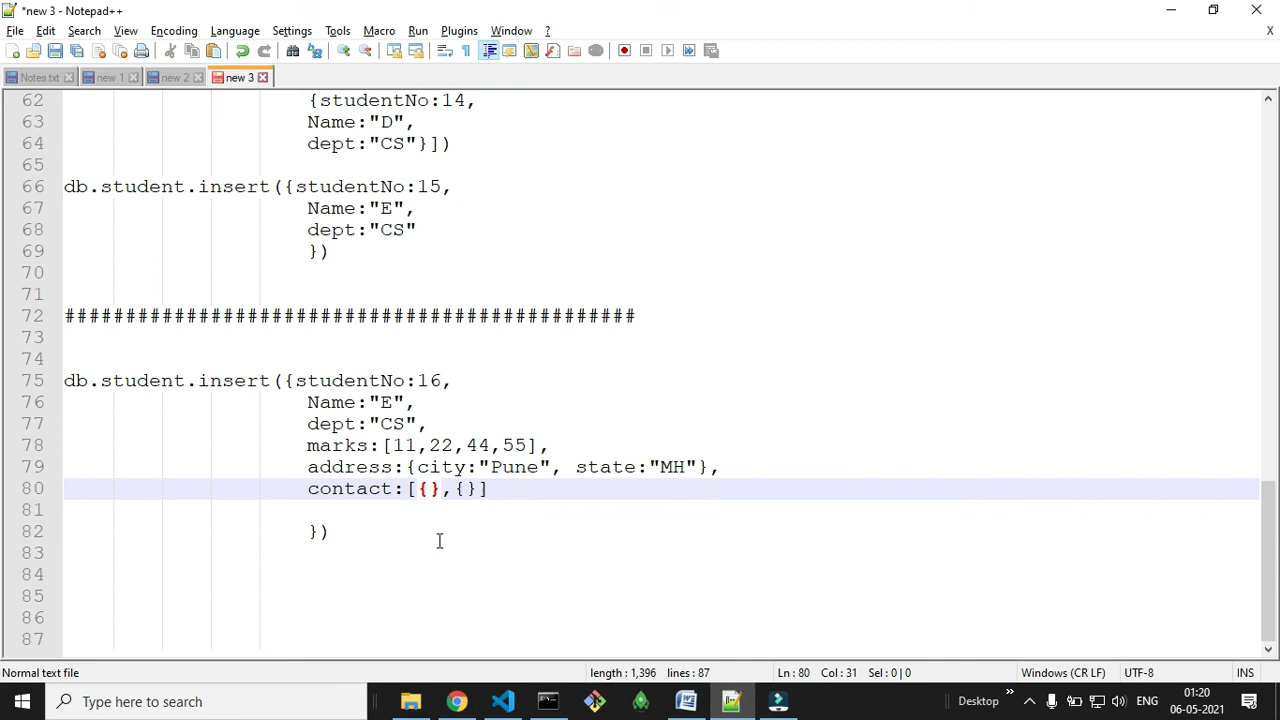 *new 3 - Notepad++
File Edit Search View Encoding Language Settings Tools Macro Run Plugins Window ? X
Notes.txt new 1 new 2 new 3
62 {studentNo:14,
63 Name:"D",
64 dept:"CS"}])
65
66 db.student.insert({studentNo:15,
67 Name:"E",
68 dept:"CS"
69 })
70
71
72 ###############################################
73
74
75 db.student.insert({studentNo:16,
76 Name:"E",
77 dept:"CS",
78 marks:[11,22,44,55],
79 address:{city:"Pune", state:"MH"},
80 contact:[{},{}]
81
82 })
83
84
85
86
87
Normal text file length : 1,396 lines : 87 Ln : 80 Col : 31 Sel : 0 | 0 Windows (CR LF) UTF-8 INS
Type here to search Desktop » ENG 01:20
06-05-2021